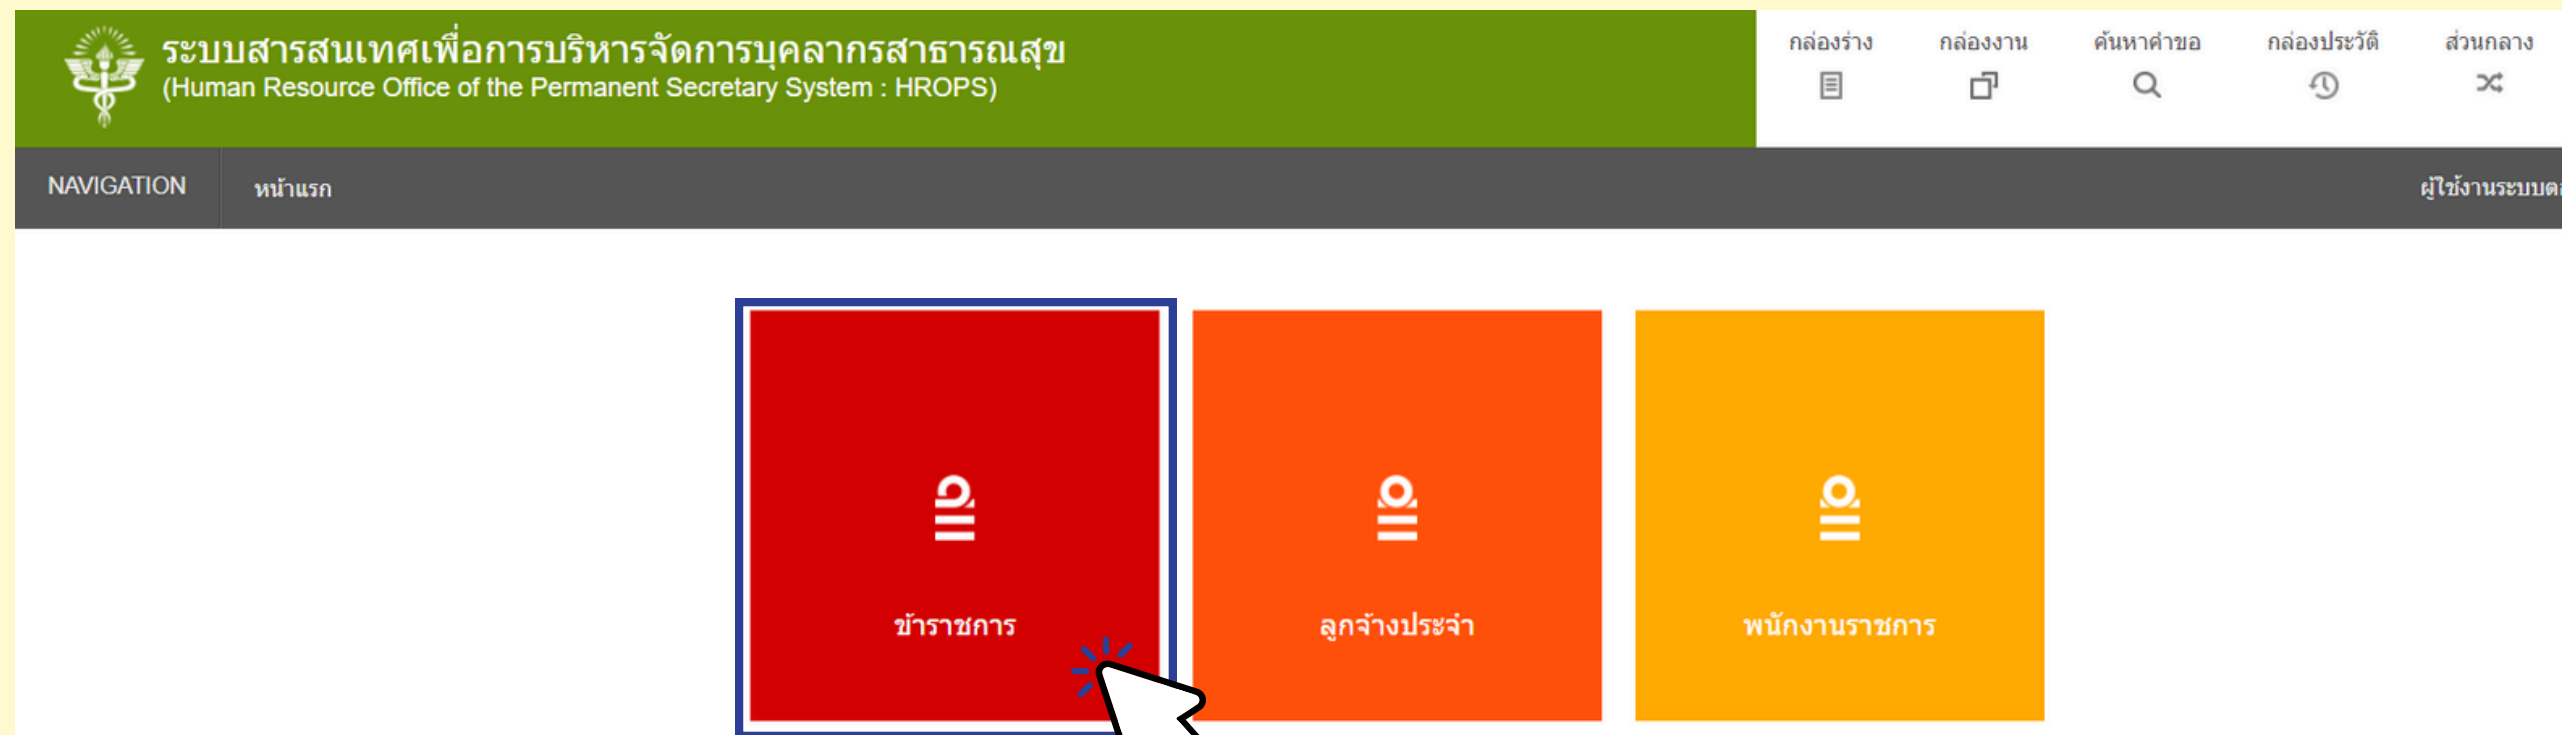 ระบบสารสนเทศเพื่อการบริหารจัดการบุคลากรสาธารณสุข
(Human Resource Office of the Permanent Secretary System : HROPS)
กล่องร่าง กล่องงาน ค้นหาคำขอ กล่องประวัติ ส่วนกลาง
NAVIGATION หน้าแรก
ข้าราชการ ลูกจ้างประจำ พนักงานราชการ